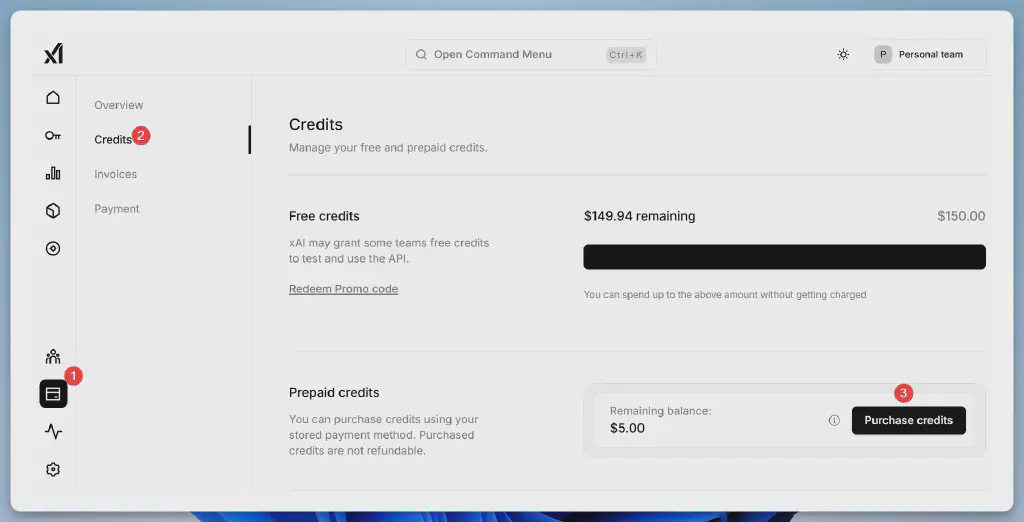 xI
Open Command Menu
Ctrl+K
P
Personal team
Overview
Credits
2
Invoices
Payment
Credits
Manage your free and prepaid credits.
Free credits
$149.94 remaining
$150.00
xAI may grant some teams free credits
to test and use the API.
Redeem Promo code
You can spend up to the above amount without getting charged
1
Prepaid credits
3
You can purchase credits using your
stored payment method. Purchased
credits are not refundable.
Remaining balance:
$5.00
Purchase credits